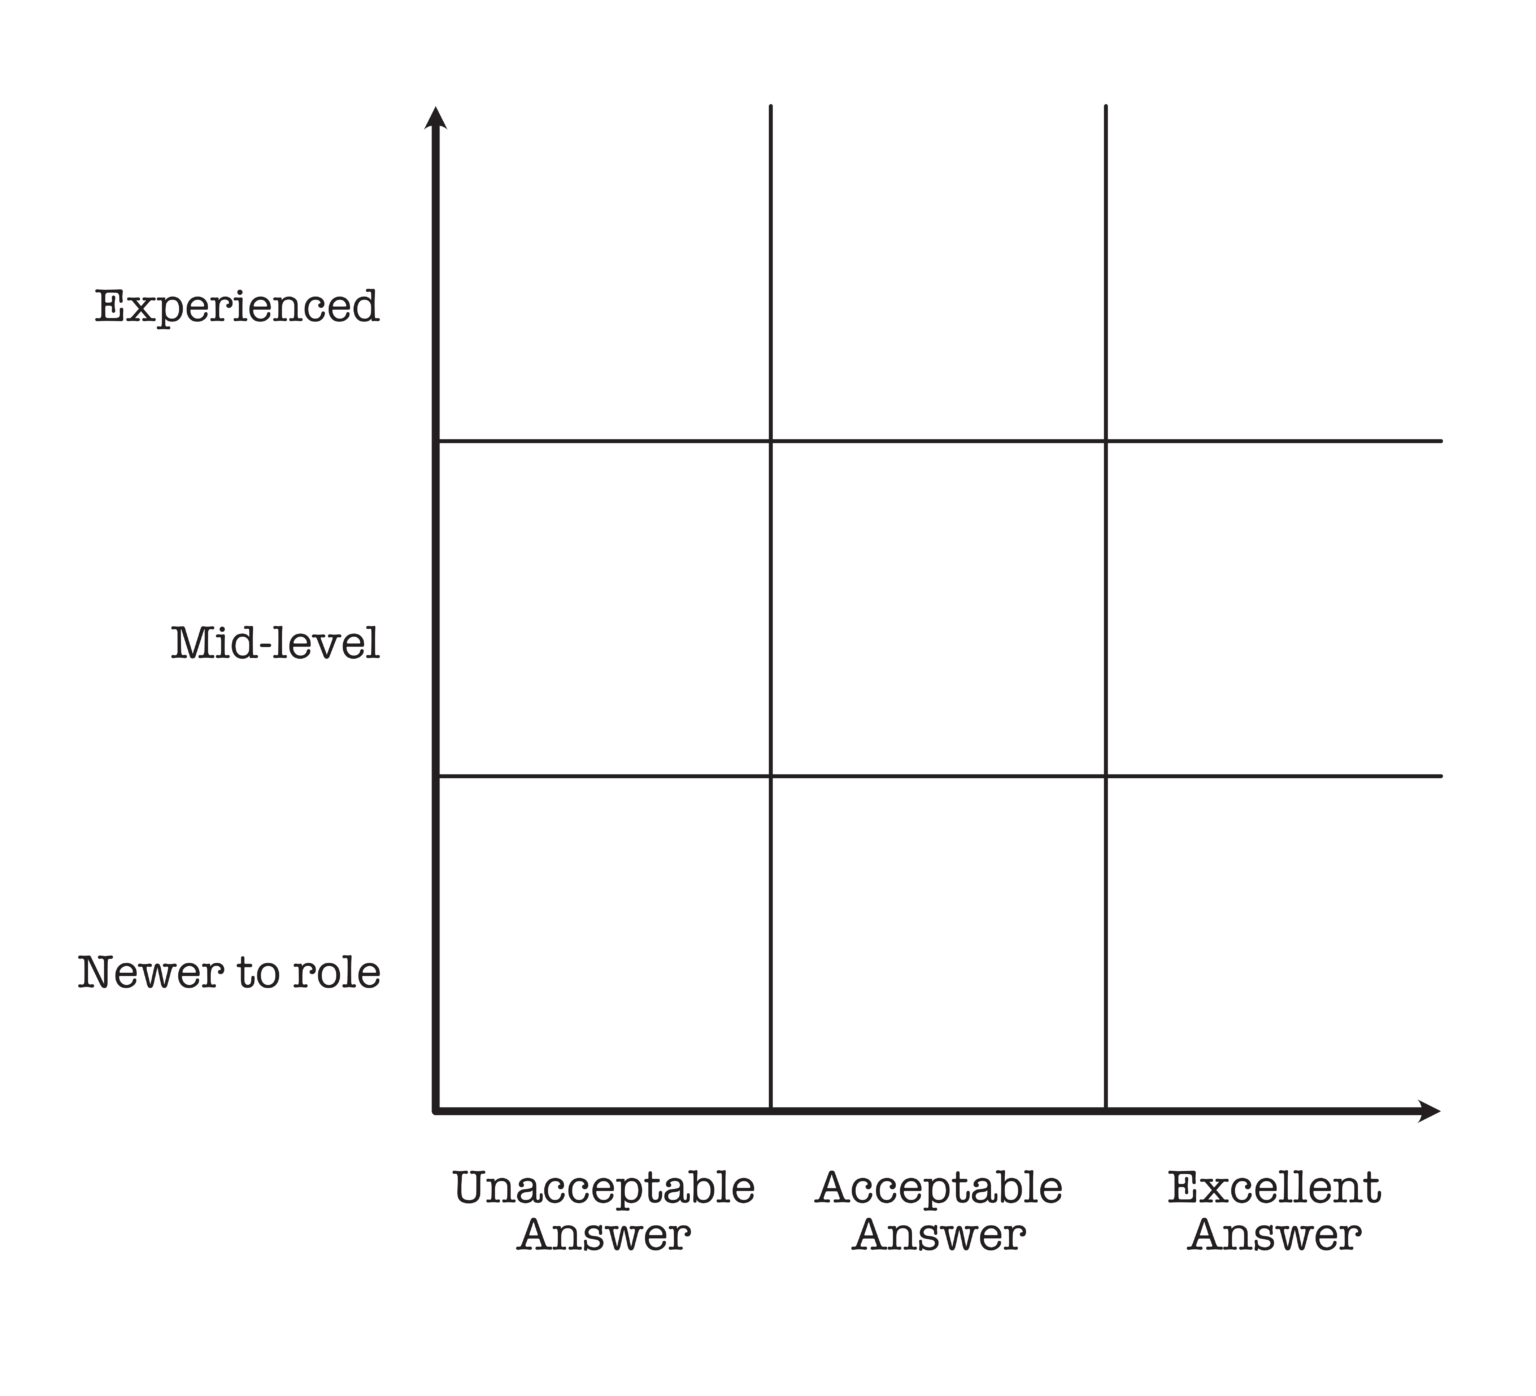 Experienced
Mid-level
Newer to role
Unacceptable
Answer
Acceptable
Answer
Excellent
Answer